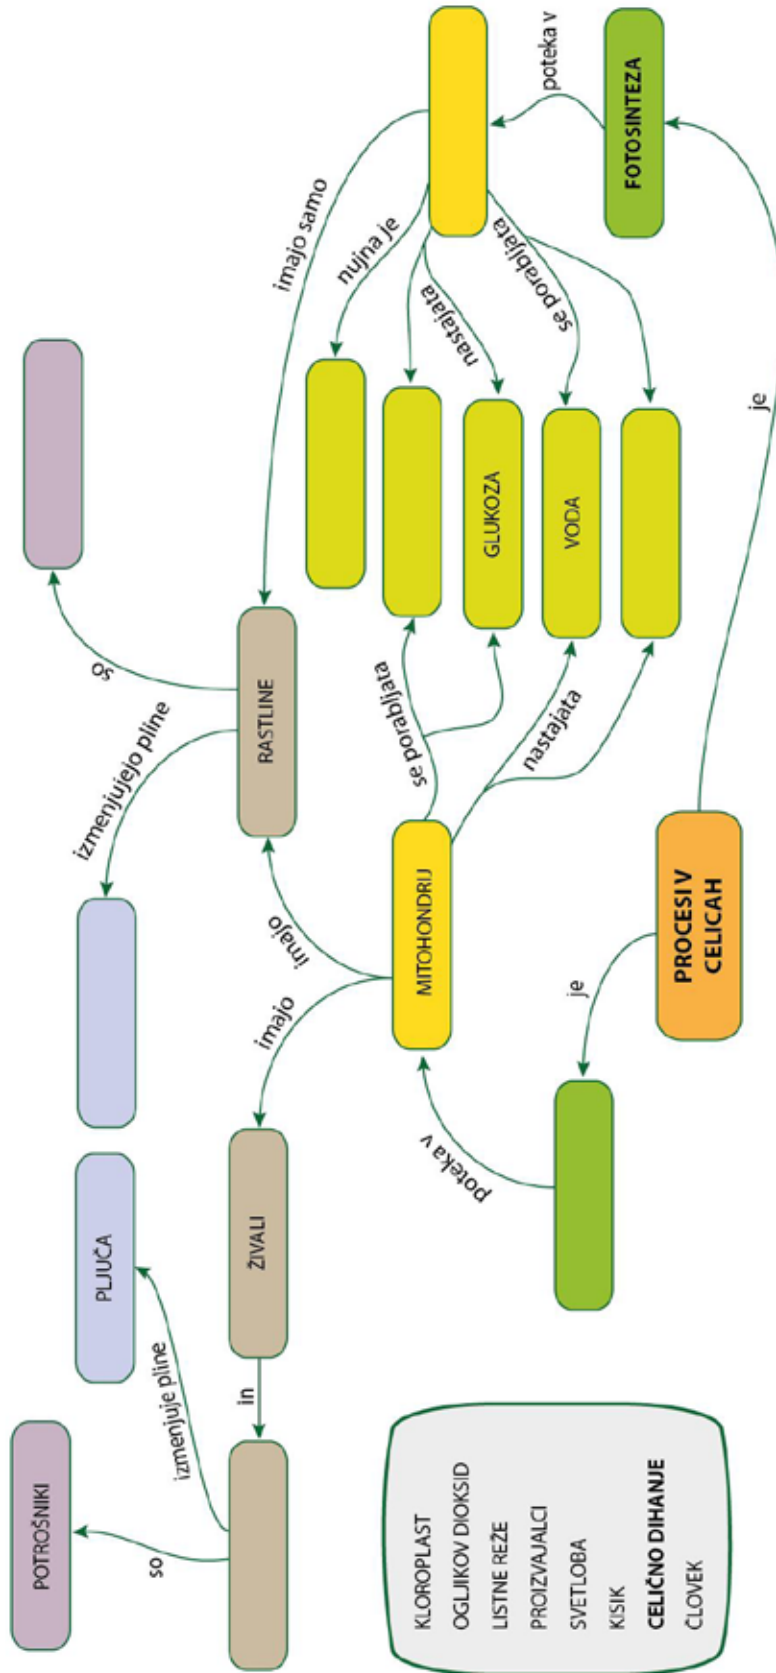 POTROŠNIKI
so
izmenjuje pline
PLJUČA
izmenjujejo pline
so
in
ŽIVALI
RASTLINE
imajo
imajo
imajo samo
MITOHONDRIJ
se porabljata
nastajata
nujna je
nastajata
se porabljata
GLUKOZA
VODA
poteka v
je
PROCESI V
CELICAH
je
FOTOSINTEZA
poteka v
KLOROPLAST
OGLJIKOV DIOKSID
LISTNE REŽE
PROIZVAJALCI
SVETLOBA
KISIK
CELIČNO DIHANJE
ČLOVEK